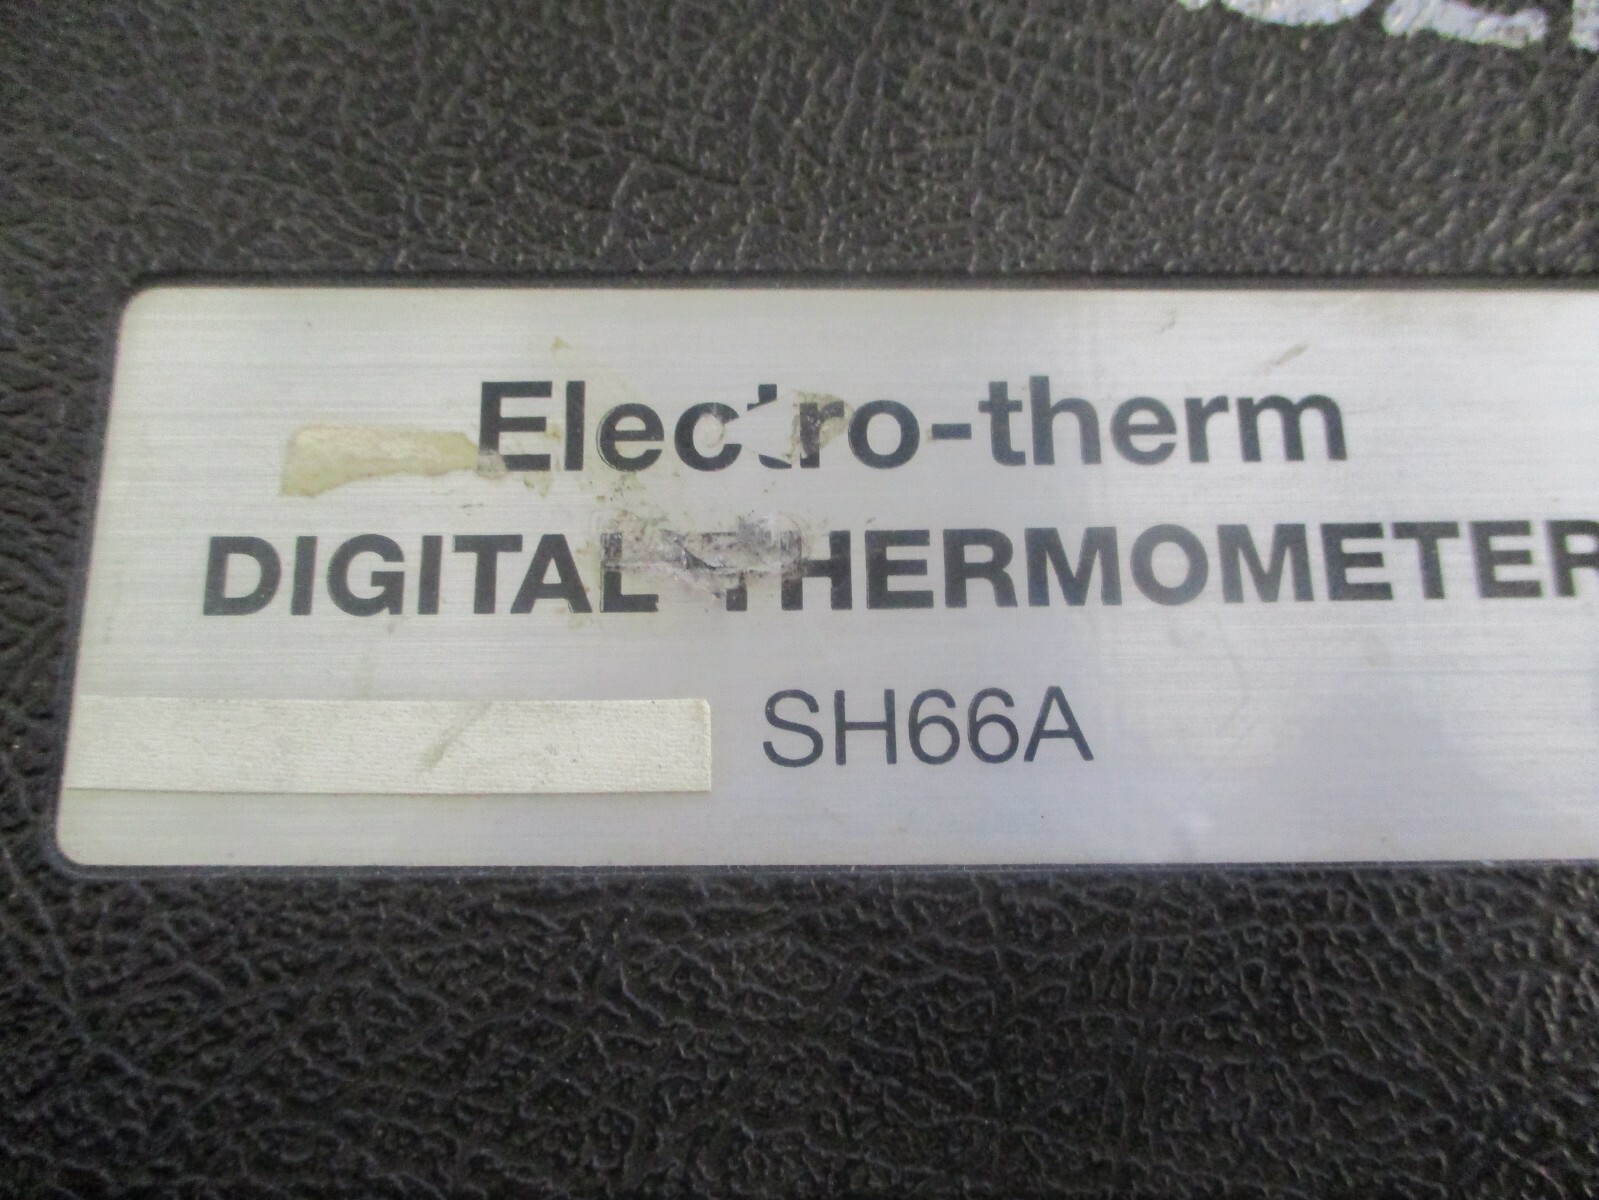 Electro-therm
DIGITAL THERMOMETER
SH66A